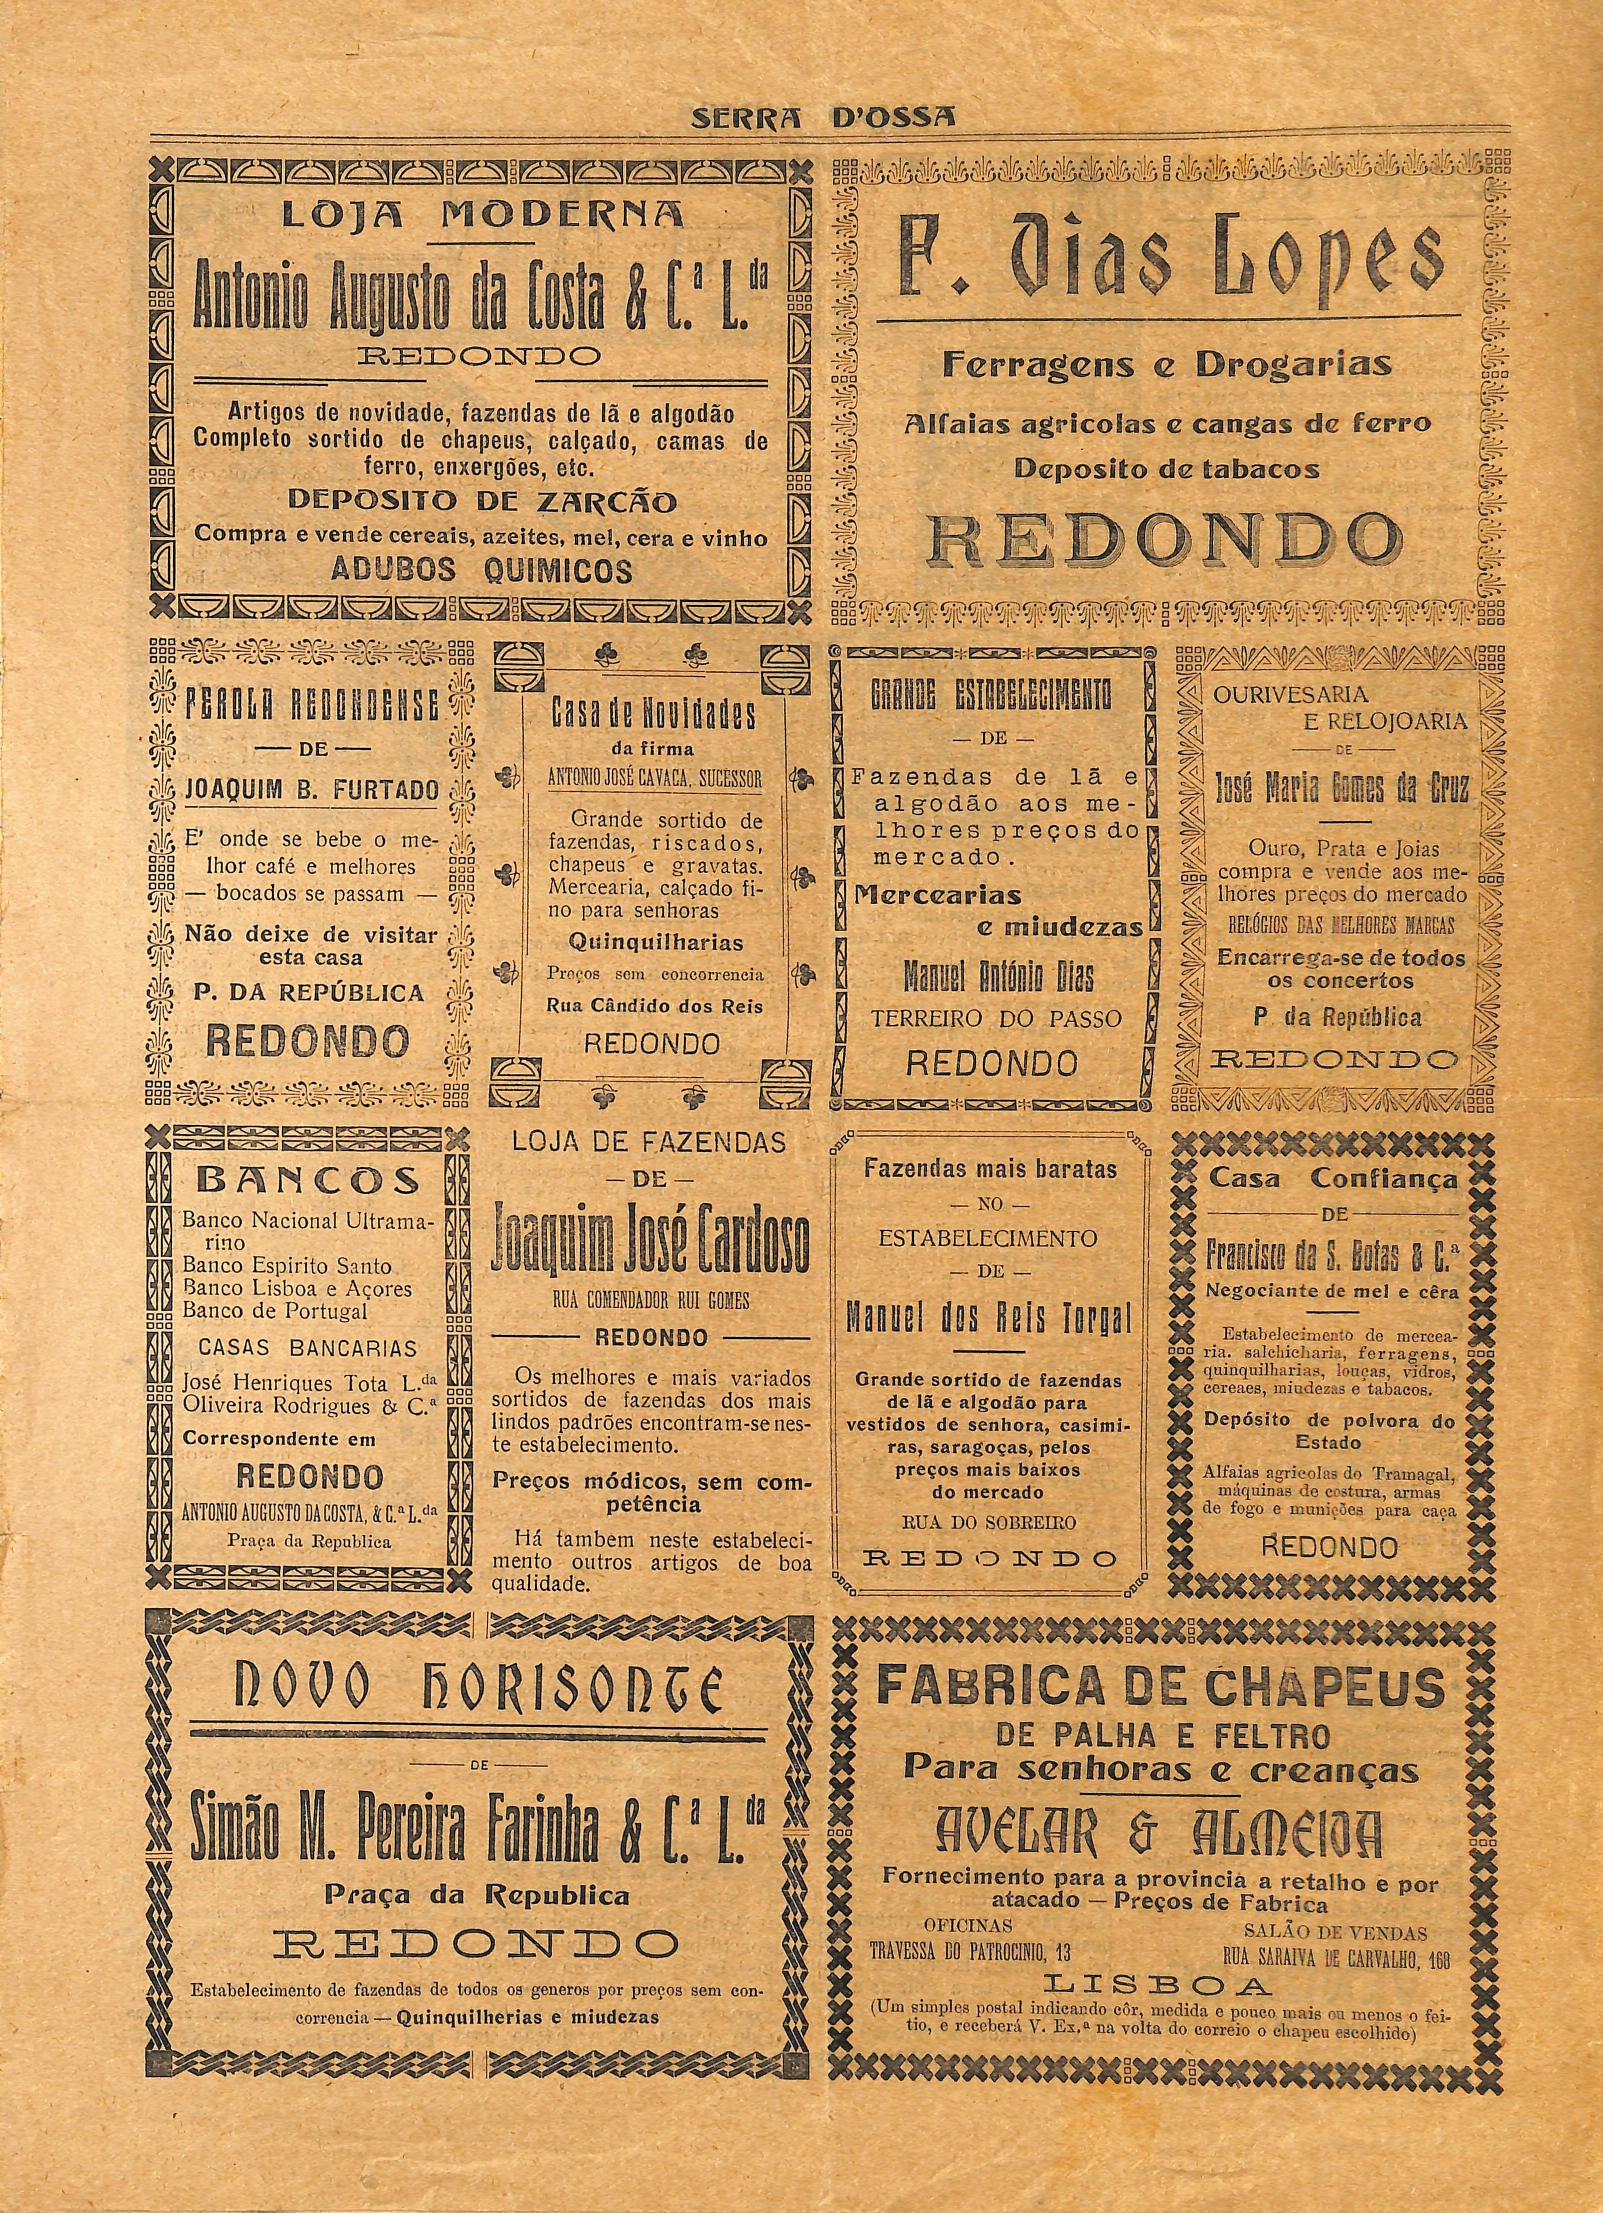 SERRA D'OSSA
LOJA MODERNA
Antonio Augusto da Costa & C.ª L.da
REDONDO
Artigos de novidade, fazendas de lã e algodão
Completo sortido de chapeus, calçado, camas de
ferro, enxergões, etc.
DEPOSITO DE ZARCÃO
Compra e vende cereais, azeites, mel, cera e vinho
ADUBOS QUIMICOS
F. Dias Lopes
Ferragens e Drogarias
Alfaias agricolas e cangas de ferro
Deposito de tabacos
REDONDO
PEROLA REDONDENSE
— DE —
JOAQUIM B. FURTADO
E' onde se bebe o me-
lhor café e melhores
— bocados se passam —
Não deixe de visitar
esta casa
P. DA REPÚBLICA
REDONDO
Casa de Novidades
da firma
ANTONIO JOSÉ CAVACA, SUCESSOR
Grande sortido de
fazendas, riscados,
chapeus e gravatas.
Mercearia, calçado fi-
no para senhoras
Quinquilharias
Preços sem concorrencia
Rua Cândido dos Reis
REDONDO
GRANDE ESTABELECIMENTO
— DE —
Fazendas de lã e
algodão aos me-
lhores preços do
mercado.
Mercearias
e miudezas
Manuel António Dias
TERREIRO DO PASSO
REDONDO
OURIVESARIA
E RELOJOARIA
— DE —
José Maria Gomes da Cruz
Ouro, Prata e Joias
compra e vende aos me-
lhores preços do mercado
RELÓGIOS DAS MELHORES MARCAS
Encarrega-se de todos
os concertos
P. da República
REDONDO
BANCOS
Banco Nacional Ultrama-
rino
Banco Espirito Santo
Banco Lisboa e Açores
Banco de Portugal
CASAS BANCARIAS
José Henriques Tota L.da
Oliveira Rodrigues & C.ª
Correspondente em
REDONDO
ANTONIO AUGUSTO DA COSTA, & C.ª L.da
Praça da Republica
LOJA DE FAZENDAS
— DE —
Joaquim José Cardoso
RUA COMENDADOR RUI GOMES
REDONDO
Os melhores e mais variados
sortidos de fazendas dos mais
lindos padrões encontram-se nes-
te estabelecimento.
Preços módicos, sem com-
petência
Há tambem neste estabeleci-
mento outros artigos de boa
qualidade.
Fazendas mais baratas
— NO —
ESTABELECIMENTO
— DE —
Manuel dos Reis Torgal
Grande sortido de fazendas
de lã e algodão para
vestidos de senhora, casimi-
ras, saragoças, pelos
preços mais baixos
do mercado
RUA DO SOBREIRO
REDONDO
Casa Confiança
DE
Francisco da S. Botas & C.ª
Negociante de mel e cêra
Estabelecimento de mercea-
ria. salchicharia, ferragens,
quinquilharias, louças, vidros,
cereaes, miudezas e tabacos.
Depósito de polvora do
Estado
Alfaias agricolas do Tramagal,
máquinas de costura, armas
de fogo e munições para caça
REDONDO
NOVO HORISONTE
DE
Simão M. Pereira Farinha & C.ª L.da
Praça da Republica
REDONDO
Estabelecimento de fazendas de todos os generos por preços sem con-
correncia — Quinquilherias e miudezas
FABRICA DE CHAPEUS
DE PALHA E FELTRO
Para senhoras e creanças
AVELAR & ALMEIDA
Fornecimento para a provincia a retalho e por
atacado — Preços de Fabrica
OFICINAS
TRAVESSA DO PATROCINIO, 13
SALÃO DE VENDAS
RUA SARAIVA DE CARVALHO, 168
LISBOA
(Um simples postal indicando côr, medida e pouco mais ou menos o fei-
tio, e receberá V. Ex.ª na volta do correio o chapeu escolhido)